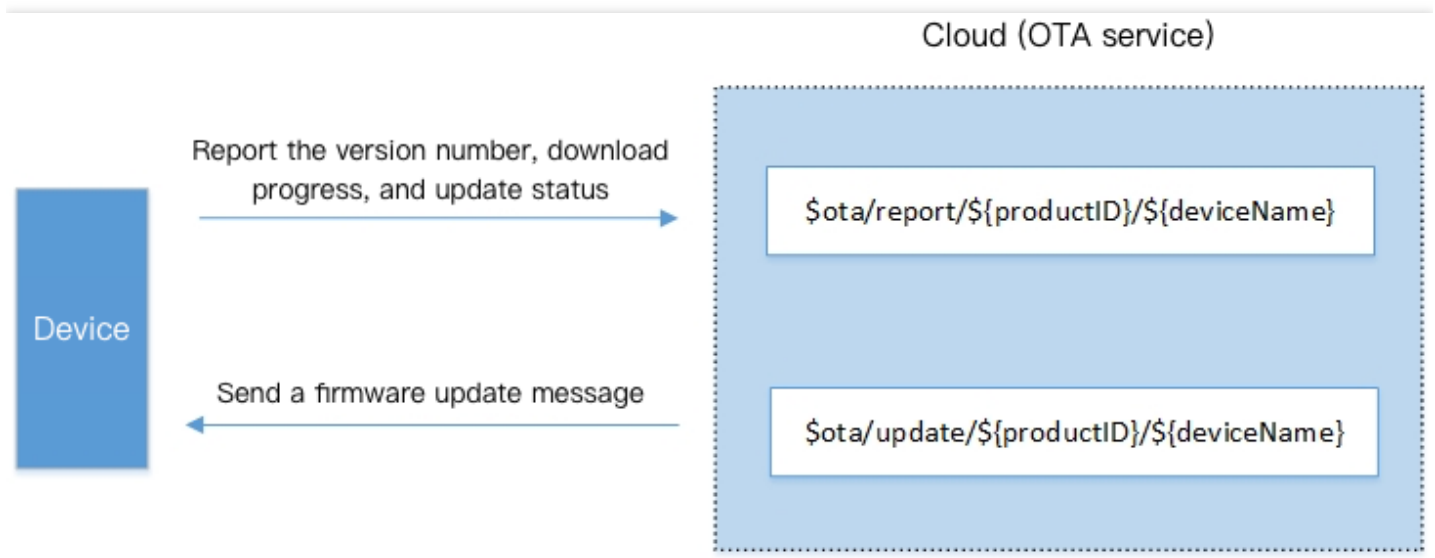 Cloud (OTA service)
Report the version number, download
progress, and update status
$ota/report/${productID}/${deviceName}
Device
Send a firmware update message
$ota/update/${productID}/${deviceName}